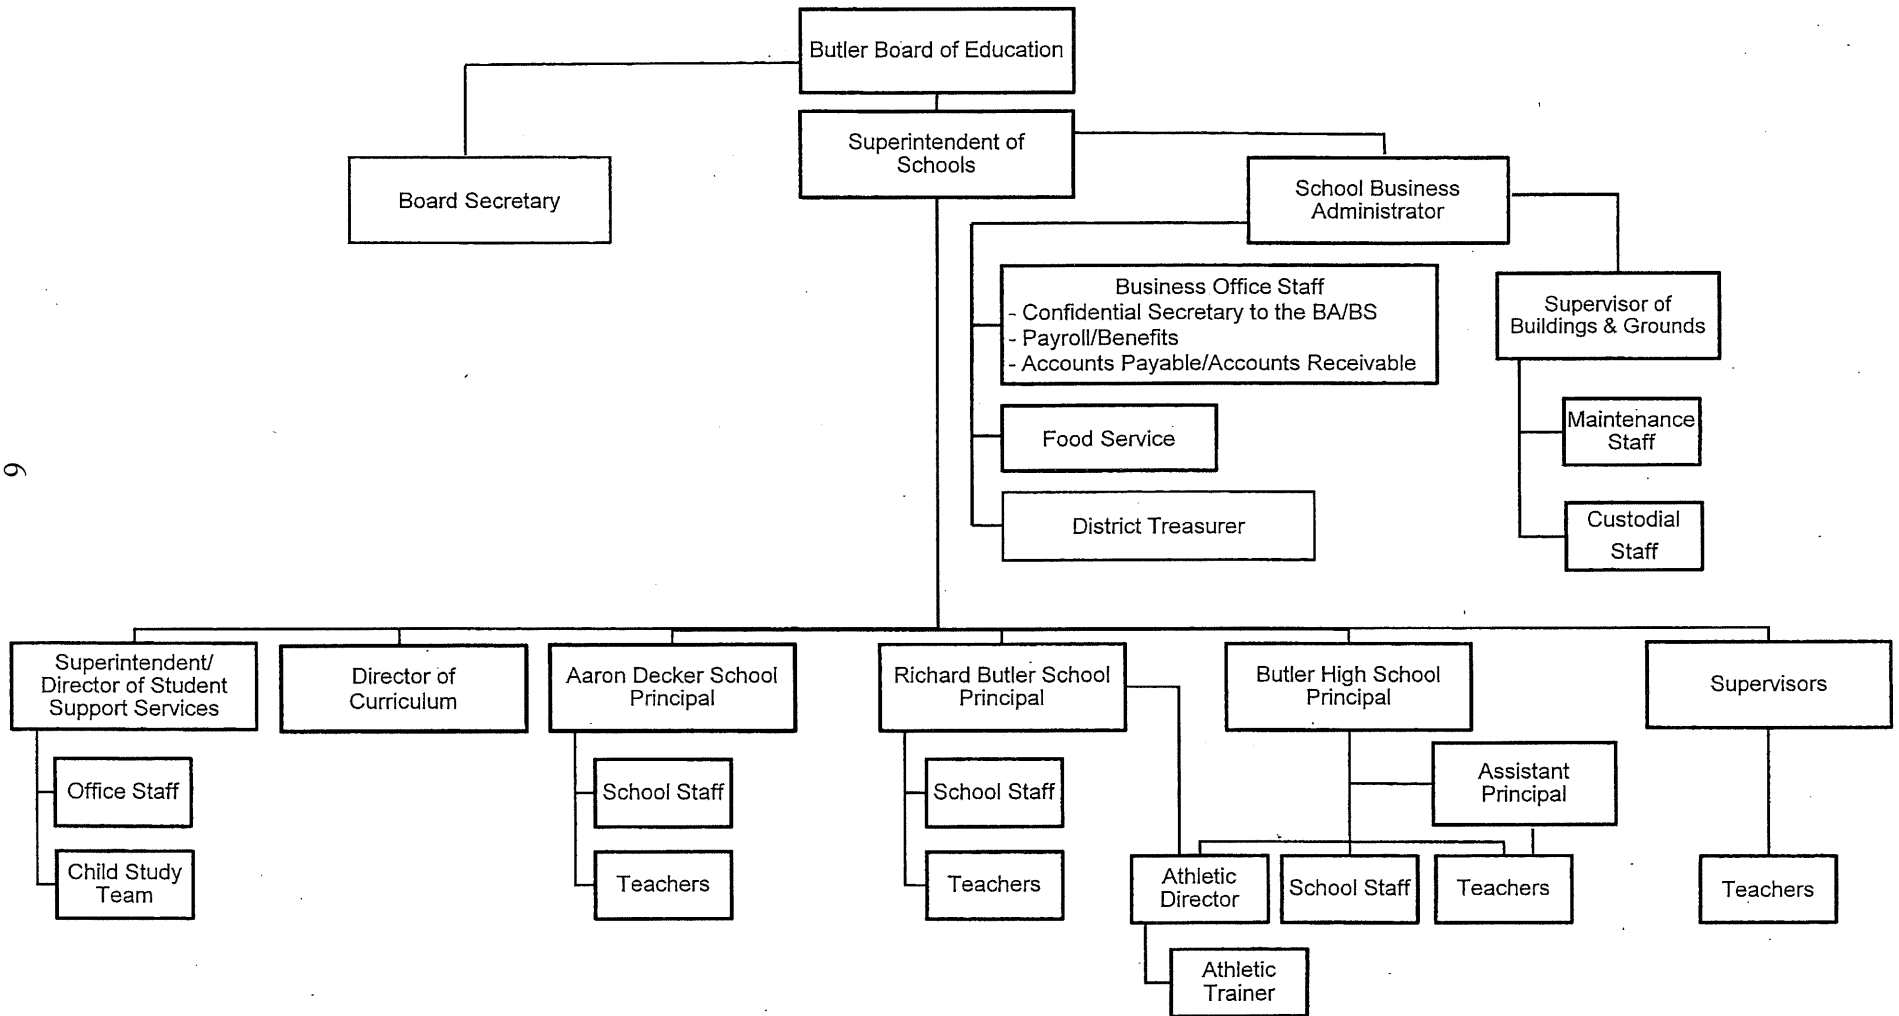 Butler Board of Education
Superintendent of
Schools
Board Secretary
School Business
Administrator
Business Office Staff
- Confidential Secretary to the BA/BS
- Payroll/Benefits
- Accounts Payable/Accounts Receivable
Supervisor of
Buildings & Grounds
Food Service
Maintenance
Staff
District Treasurer
Custodial
Staff
6
Superintendent/
Director of Student
Support Services
Director of
Curriculum
Aaron Decker School
Principal
Richard Butler School
Principal
Butler High School
Principal
Supervisors
Office Staff
School Staff
School Staff
Assistant
Principal
Child Study
Team
Teachers
Teachers
Athletic
Director
School Staff
Teachers
Teachers
Athletic
Trainer